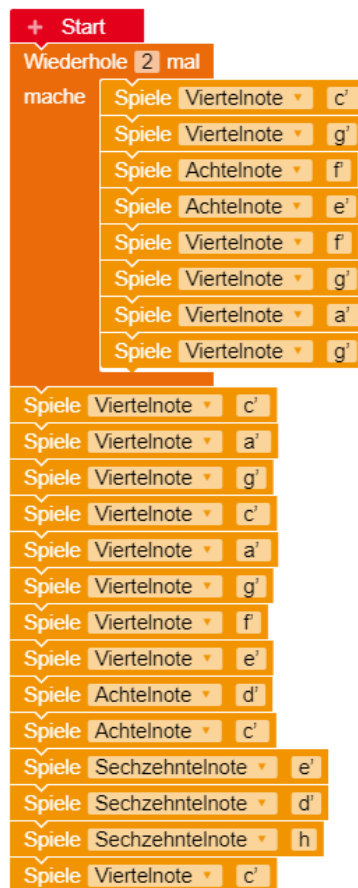 + Start
Wiederhole 2 mal
mache Spiele Viertelnote c'
Spiele Viertelnote g'
Spiele Achtelnote f'
Spiele Achtelnote e'
Spiele Viertelnote f'
Spiele Viertelnote g'
Spiele Viertelnote a'
Spiele Viertelnote g'
Spiele Viertelnote c'
Spiele Viertelnote a'
Spiele Viertelnote g'
Spiele Viertelnote c'
Spiele Viertelnote a'
Spiele Viertelnote g'
Spiele Viertelnote f'
Spiele Viertelnote e'
Spiele Achtelnote d'
Spiele Achtelnote c'
Spiele Sechzehntelnote e'
Spiele Sechzehntelnote d'
Spiele Sechzehntelnote h
Spiele Viertelnote c'